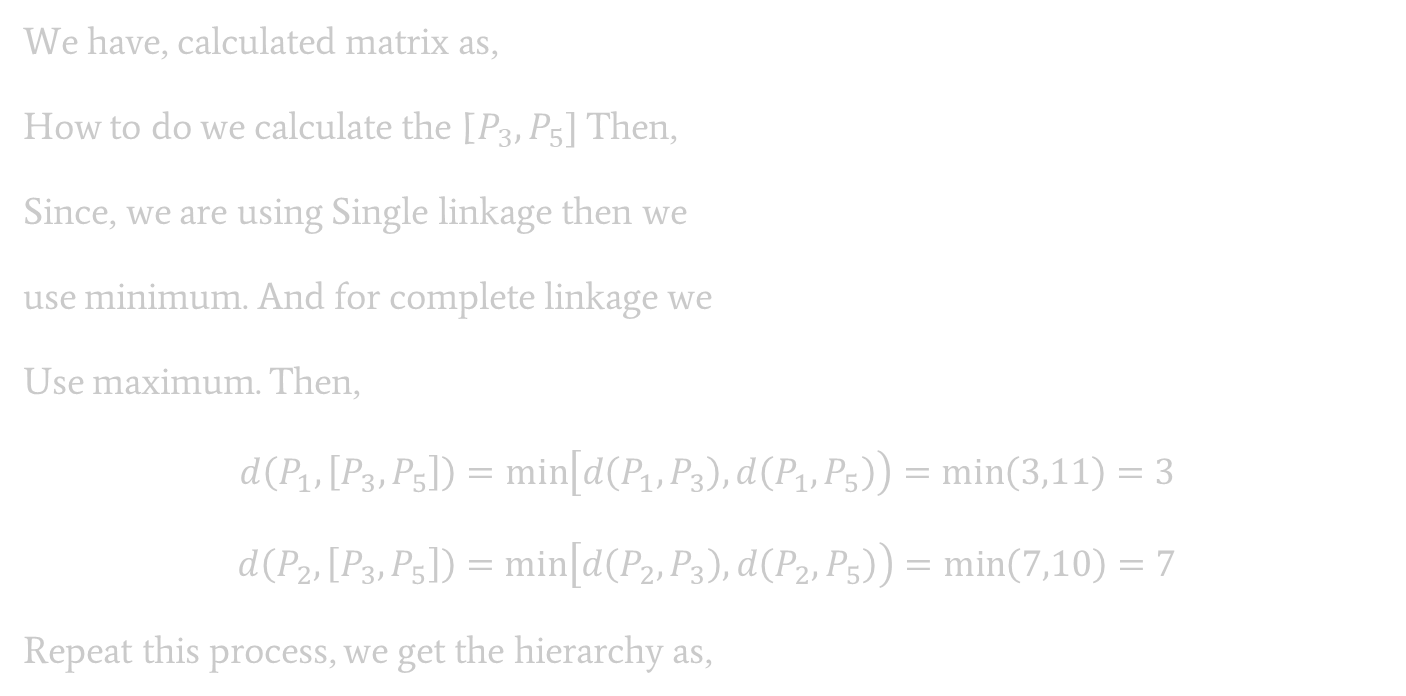 We have, calculated matrix as,
How to do we calculate the [P₃, P₅] Then,
Since, we are using Single linkage then we
use minimum. And for complete linkage we
Use maximum. Then,
d(P₁, [P₃, P₅]) = min[d(P₁, P₃), d(P₁, P₅)) = min(3,11) = 3
d(P₂, [P₃, P₅]) = min[d(P₂, P₃), d(P₂, P₅)) = min(7,10) = 7
Repeat this process, we get the hierarchy as,